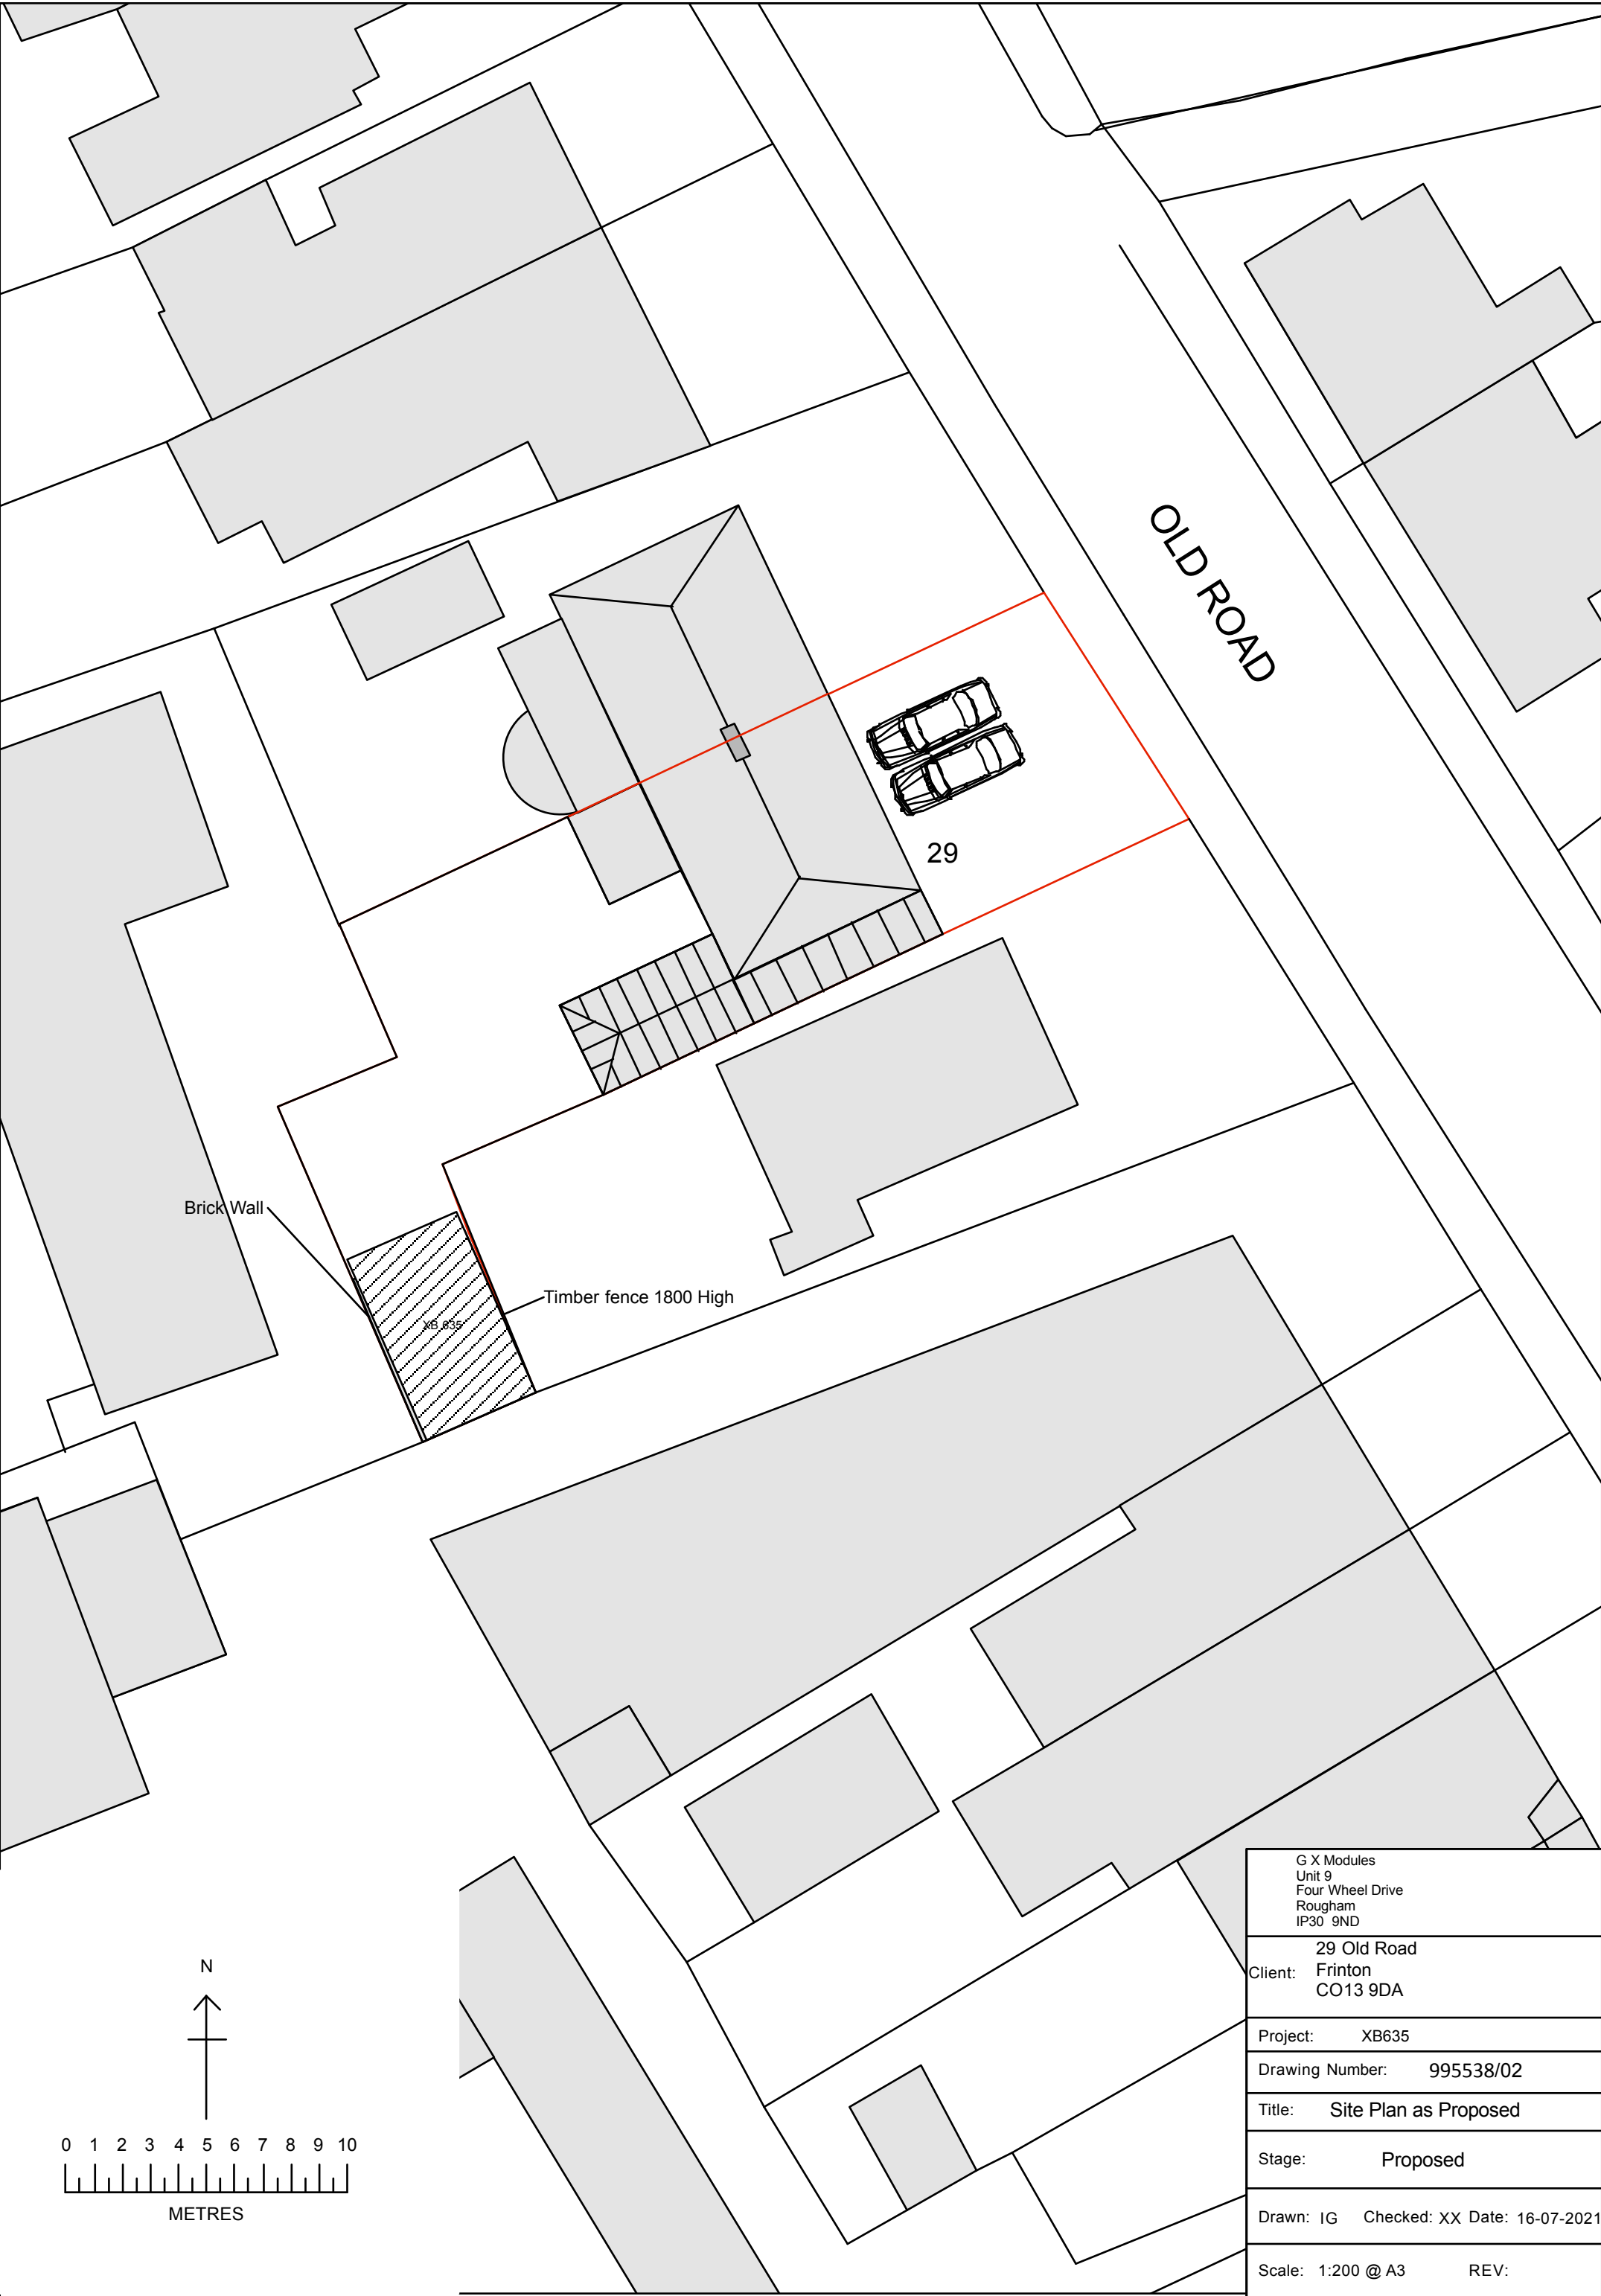 OLD ROAD
29
Brick Wall
Timber fence 1800 High
XB 635
N
0 1 2 3 4 5 6 7 8 9 10
METRES
G X Modules
Unit 9
Four Wheel Drive
Rougham
IP30 9ND
Client: 29 Old Road
Frinton
CO13 9DA
Project: XB635
Drawing Number: 995538/02
Title: Site Plan as Proposed
Stage: Proposed
Drawn: IG Checked: XX Date: 16-07-2021
Scale: 1:200 @ A3 REV: